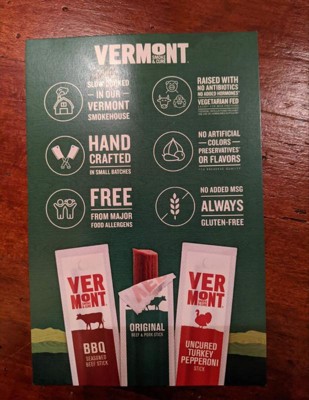 VERMONT
SMOKE & CURE
SLOW COOKED
IN OUR
VERMONT
SMOKEHOUSE
RAISED WITH
NO ANTIBIOTICS
NO ADDED HORMONES*
VEGETARIAN FED
HAND
CRAFTED
IN SMALL BATCHES
NO ARTIFICIAL
COLORS
PRESERVATIVES*
OR FLAVORS
FREE
FROM MAJOR
FOOD ALLERGENS
NO ADDED MSG
ALWAYS
GLUTEN-FREE
VER
MONT
BBQ
SEASONED
BEEF STICK
ORIGINAL
BEEF & PORK STICK
VER
MONT
UNCURED
TURKEY
PEPPERONI
STICK